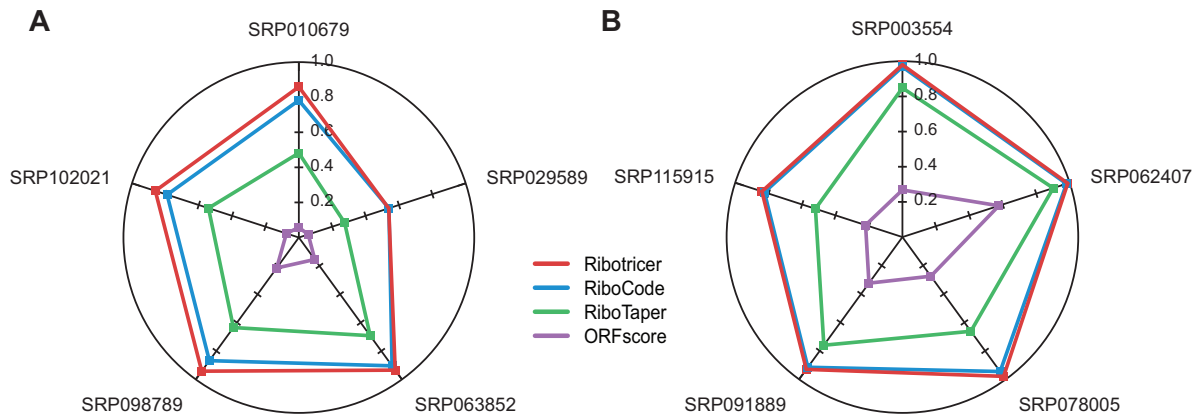 A
B
SRP010679
SRP003554
1.0
0.8
0.6
0.4
0.2
1.0
0.8
0.6
0.4
0.2
SRP102021
SRP029589
SRP115915
SRP062407
Ribotricer
RiboCode
RiboTaper
ORFscore
SRP098789
SRP063852
SRP091889
SRP078005